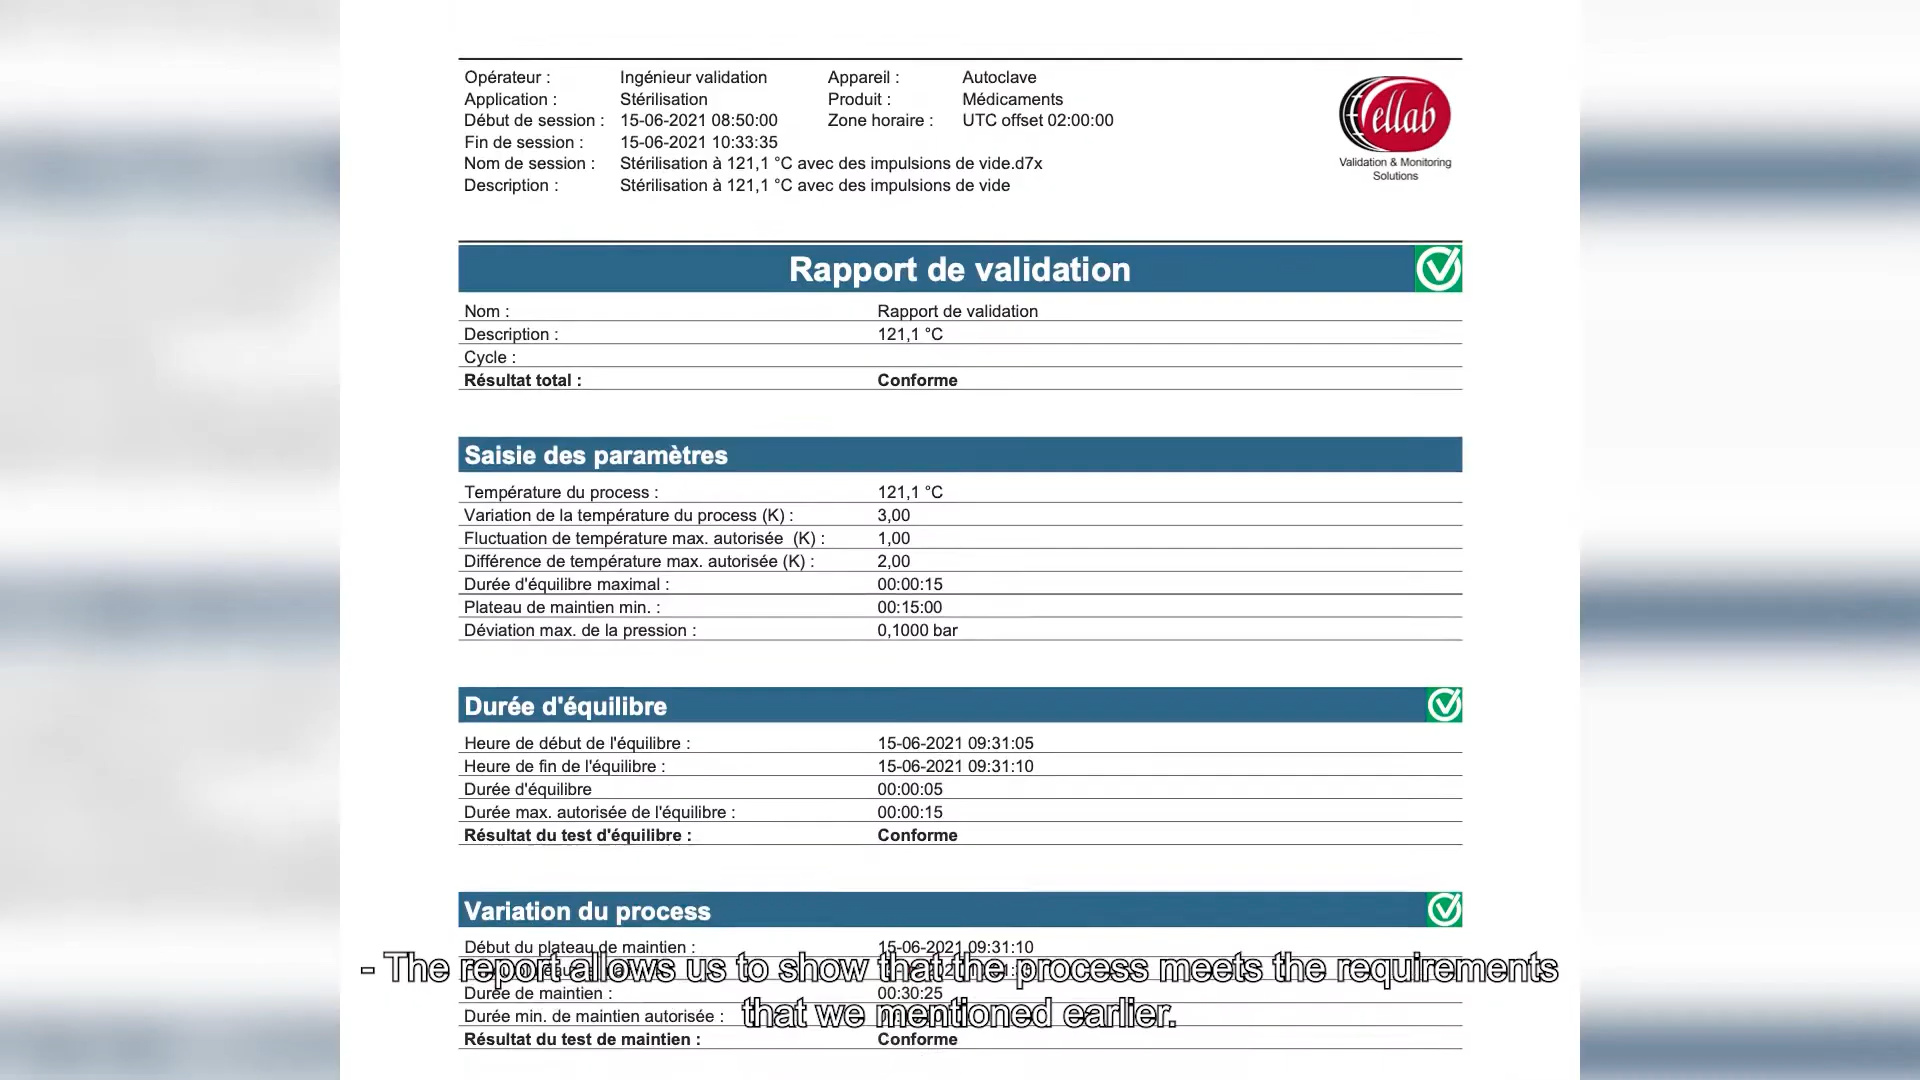 Opérateur : Ingénieur validation Appareil : Autoclave
Application : Stérilisation Produit : Médicaments
Début de session : 15-06-2021 08:50:00 Zone horaire : UTC offset 02:00:00
Fin de session : 15-06-2021 10:33:35
Nom de session : Stérilisation à 121,1 °C avec des impulsions de vide.d7x
Description : Stérilisation à 121,1 °C avec des impulsions de vide
ellab
Validation & Monitoring
Solutions
Rapport de validation
Nom : Rapport de validation
Description : 121,1 °C
Cycle :
Résultat total : Conforme
Saisie des paramètres
Température du process : 121,1 °C
Variation de la température du process (K) : 3,00
Fluctuation de température max. autorisée (K) : 1,00
Différence de température max. autorisée (K) : 2,00
Durée d'équilibre maximal : 00:00:15
Plateau de maintien min. : 00:15:00
Déviation max. de la pression : 0,1000 bar
Durée d'équilibre
Heure de début de l'équilibre : 15-06-2021 09:31:05
Heure de fin de l'équilibre : 15-06-2021 09:31:10
Durée d'équilibre 00:00:05
Durée max. autorisée de l'équilibre : 00:00:15
Résultat du test d'équilibre : Conforme
Variation du process
Début du plateau de maintien : 15-06-2021 09:31:10
- The report allows us to show that the process meets the requirements
Durée de maintien : 00:30:25
Durée min. de maintien autorisée :
that we mentioned earlier.
Résultat du test de maintien : Conforme